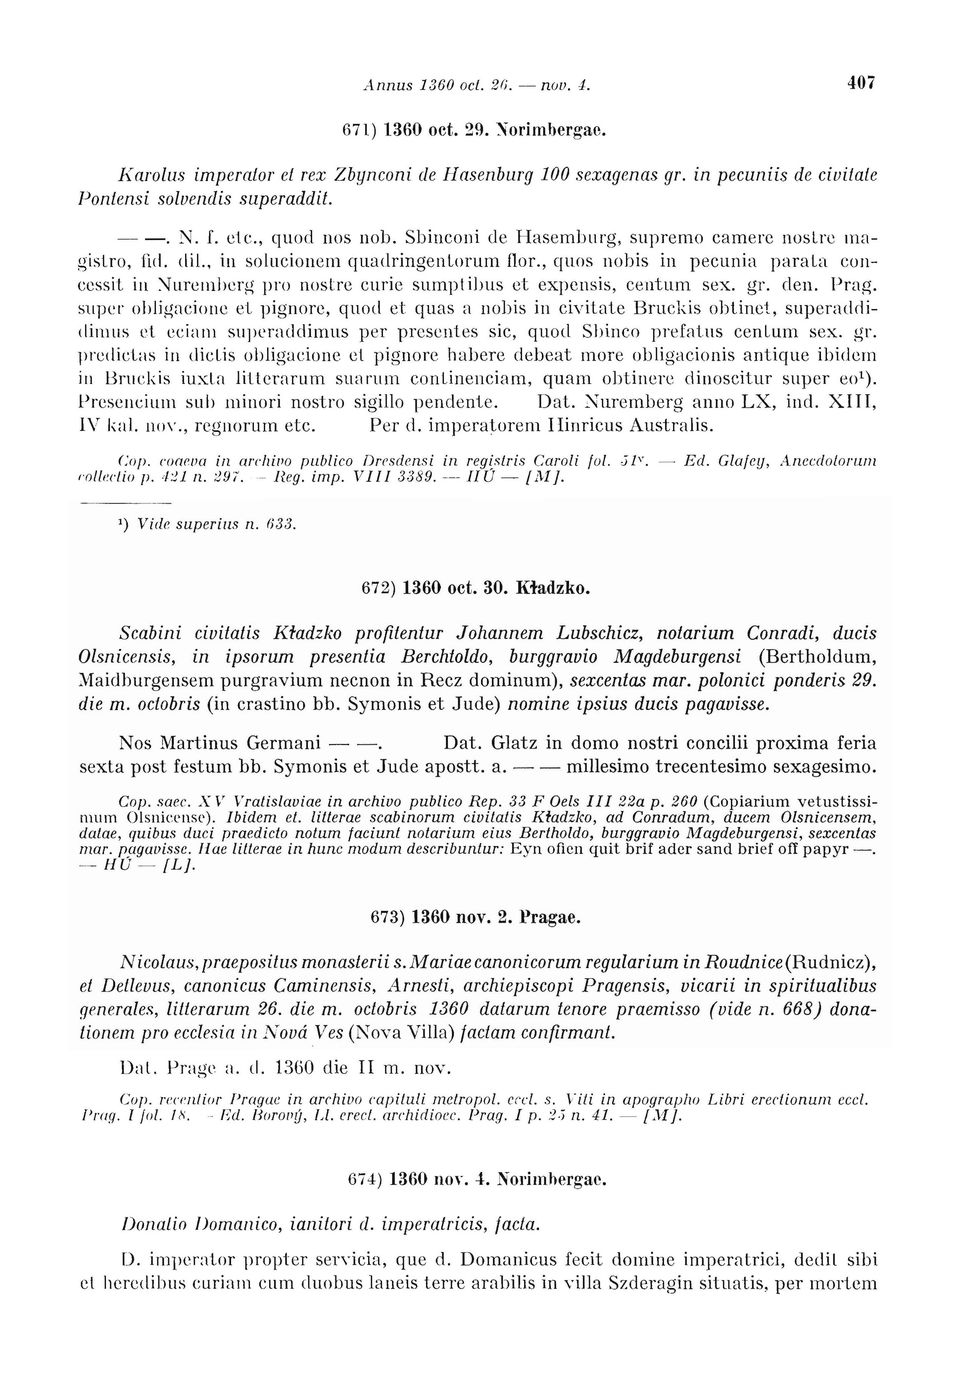 Annus 1360 oct. 26. — nov. 4. 407
671) 1360 oct. 29. Norimbergae.
Karolus imperator et rex Zbynconi de Hasenburg 100 sexagenas gr. in pecuniis de civitate
Pontensi solvendis superaddit.
— —. N. f. etc., quod nos nob. Sbinconi de Hasemburg, supremo camere nostre ma-
gistro, fid. dil., in solucionem quadringentorum flor., quos nobis in pecunia parata con-
cessit in Nuremberg pro nostre curie sumptibus et expensis, centum sex. gr. den. Prag.
super obligacione et pignore, quod et quas a nobis in civitate Bruckis obtinet, superaddi-
dimus et eciam superaddimus per presentes sic, quod Sbinco prefatus centum sex. gr.
predictas in dictis obligacione et pignore habere debeat more obligacionis antique ibidem
in Bruckis iuxta litterarum suarum continenciam, quam obtinere dinoscitur super eo¹).
Presencium sub minori nostro sigillo pendente. Dat. Nuremberg anno LX, ind. XIII,
IV kal. nov., regnorum etc. Per d. imperatorem Hinricus Australis.
Cop. coaeva in archivo publico Dresdensi in registris Caroli fol. 51v. — Ed. Glafey, Anecdotorum
collectio p. 421 n. 297. — Reg. imp. VIII 3389. — HÚ — [M].
¹) Vide superius n. 633.
672) 1360 oct. 30. Kładzko.
Scabini civitatis Kładzko profitentur Johannem Lubschicz, notarium Conradi, ducis
Olsnicensis, in ipsorum presentia Berchtoldo, burggravio Magdeburgensi (Bertholdum,
Maidburgensem purgravium necnon in Recz dominum), sexcentas mar. polonici ponderis 29.
die m. octobris (in crastino bb. Symonis et Jude) nomine ipsius ducis pagavisse.
Nos Martinus Germani — —. Dat. Glatz in domo nostri concilii proxima feria
sexta post festum bb. Symonis et Jude apostt. a. — — millesimo trecentesimo sexagesimo.
Cop. saec. XV Vratislaviae in archivo publico Rep. 33 F Oels III 22a p. 260 (Copiarium vetustissi-
mum Olsnicense). Ibidem et. litterae scabinorum civitatis Kładzko, ad Conradum, ducem Olsnicensem,
datae, quibus duci praedicto notum faciunt notarium eius Bertholdo, burggravio Magdeburgensi, sexcentas
mar. pagavisse. Hae litterae in hunc modum describuntur: Eyn ofien quit brif ader sand brief off papyr —.
— HÚ — [L].
673) 1360 nov. 2. Pragae.
Nicolaus, praepositus monasterii s. Mariae canonicorum regularium in Roudnice (Rudnicz),
et Detlevus, canonicus Caminensis, Arnesti, archiepiscopi Pragensis, vicarii in spiritualibus
generales, litterarum 26. die m. octobris 1360 datarum tenore praemisso (vide n. 668) dona-
tionem pro ecclesia in Nová Ves (Nova Villa) factam confirmant.
Dat. Prage a. d. 1360 die II m. nov.
Cop. recentior Pragae in archivo capituli metropol. eccl. s. Viti in apographo Libri erectionum eccl.
Prag. I fol. 18. — Ed. Borový, Ll. erect. archidioec. Prag. I p. 25 n. 41. — [M].
674) 1360 nov. 4. Norimbergae.
Donatio Domanico, ianitori d. imperatricis, facta.
D. imperator propter servicia, que d. Domanicus fecit domine imperatrici, dedit sibi
et heredibus curiam cum duobus laneis terre arabilis in villa Szderagin situatis, per mortem